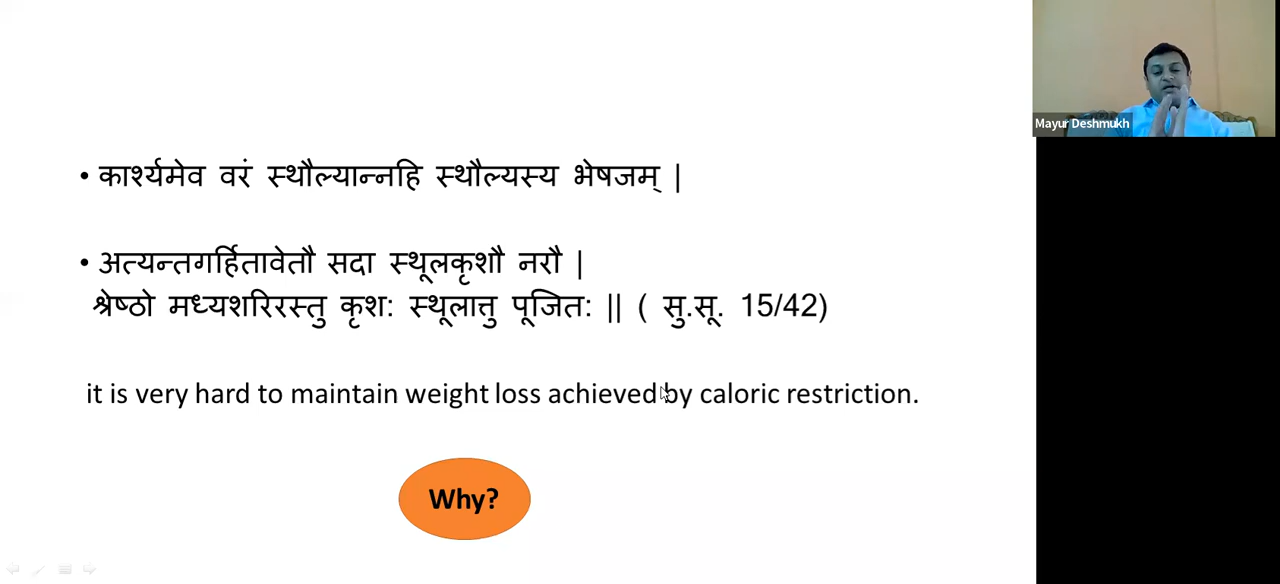 • कार्श्यमेव वरं स्थौल्यान्नहि स्थौल्यस्य भेषजम् |
• अत्यन्तगर्हितावेतौ सदा स्थूलकृशौ नरौ |
श्रेष्ठो मध्यशरिरस्तु कृश: स्थूलात्तु पूजित: || ( सु.सू. 15/42)
it is very hard to maintain weight loss achieved by caloric restriction.
Why?
Mayur Deshmukh